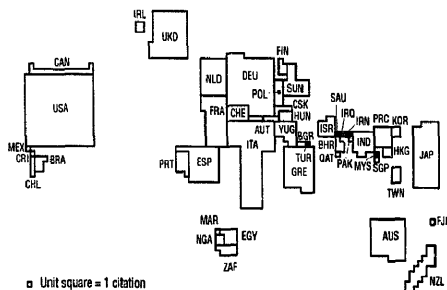 IRL
UKD
CAN
FIN
NLD
DEU
SUN
POL
USA
CSK
SAU
FRA
CHE
HUN
IRQ
IRN
PRC
KOR
AUT
YUG
BGR
ISR
IND
MEX
ITA
BHR
HKG
JAP
CRI
BRA
PRT
ESP
TUR
QAT
PAK
MYS
SGP
CHL
GRE
TWN
MAR
FJI
NGA
EGY
AUS
ZAF
Unit square = 1 citation
NZL